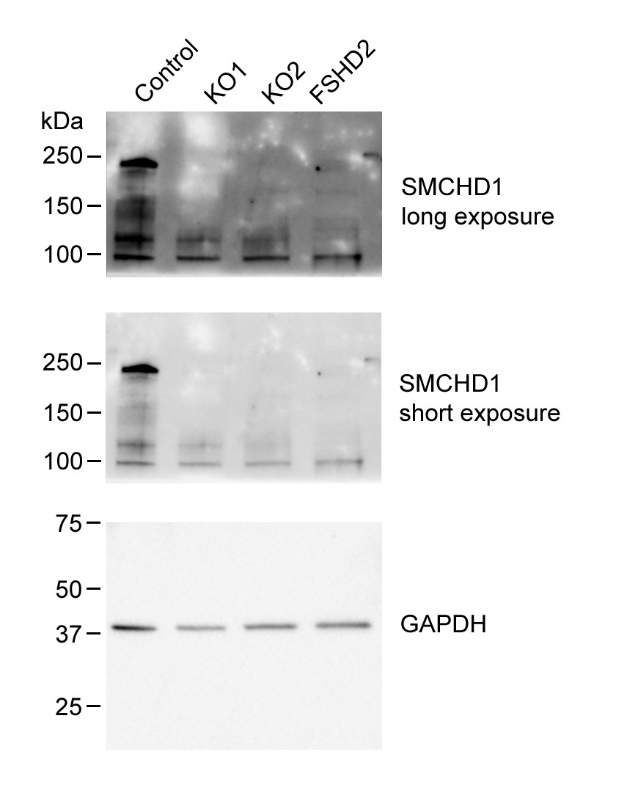 Control KO1 KO2 FSHD2
kDa
250
150
100
SMCHD1
long exposure
250
150
100
SMCHD1
short exposure
75
50
37
25
GAPDH